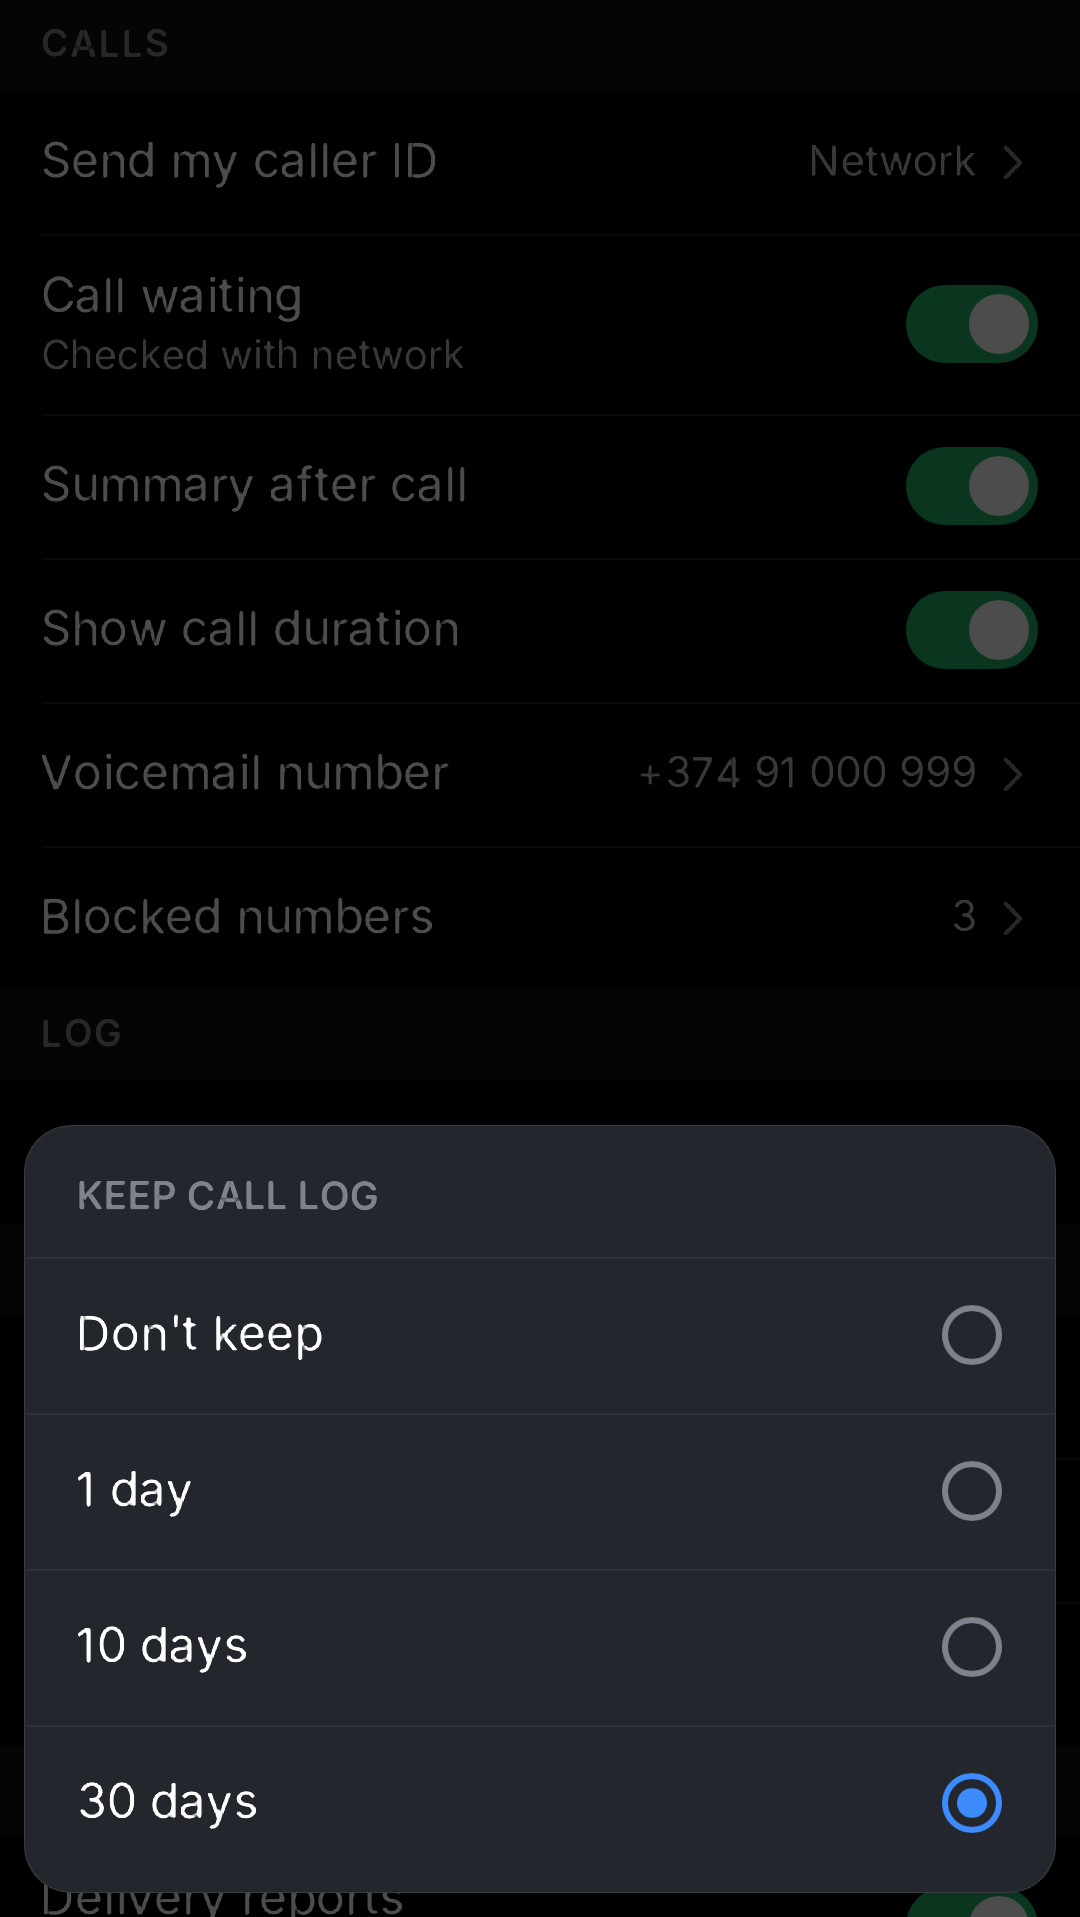 CALLS
Send my caller ID Network
Call waiting
Checked with network
Summary after call
Show call duration
Voicemail number +374 91 000 999
Blocked numbers 3
LOG
KEEP CALL LOG
Don't keep
1 day
10 days
30 days
Delivery reports